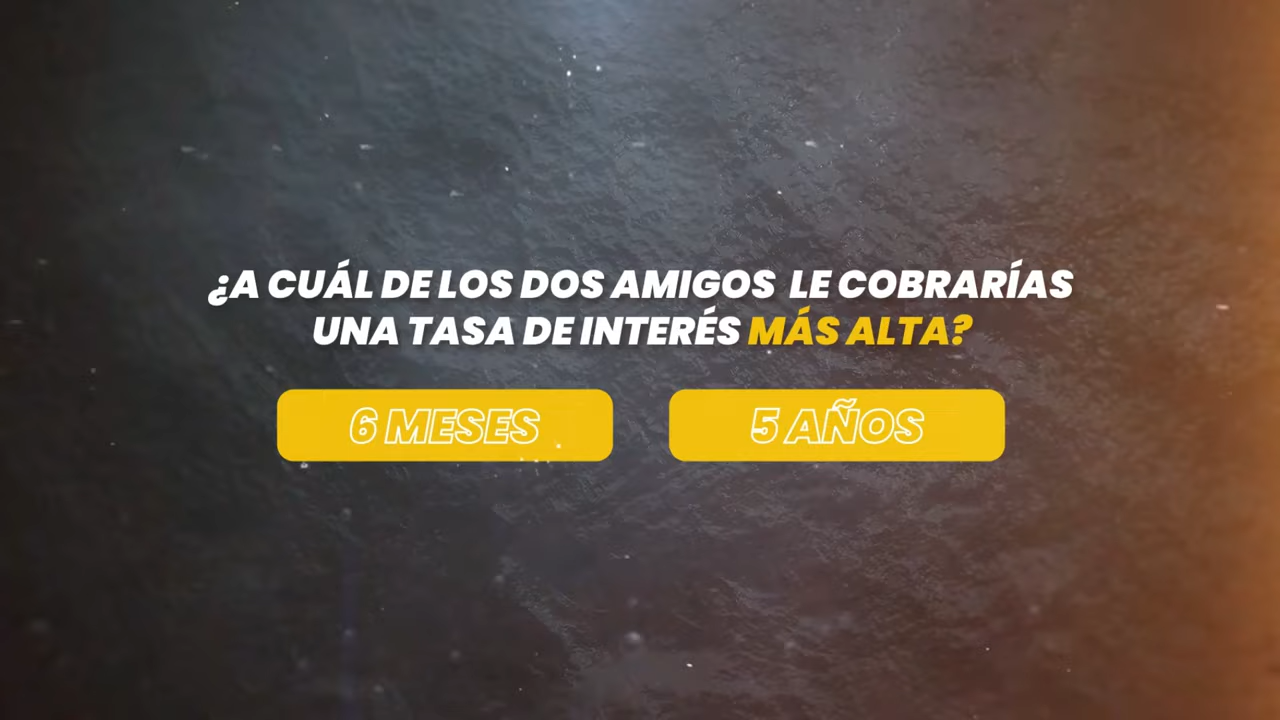 ¿A CUÁL DE LOS DOS AMIGOS LE COBRARÍAS
UNA TASA DE INTERÉS MÁS ALTA?
6 MESES
5 AÑOS